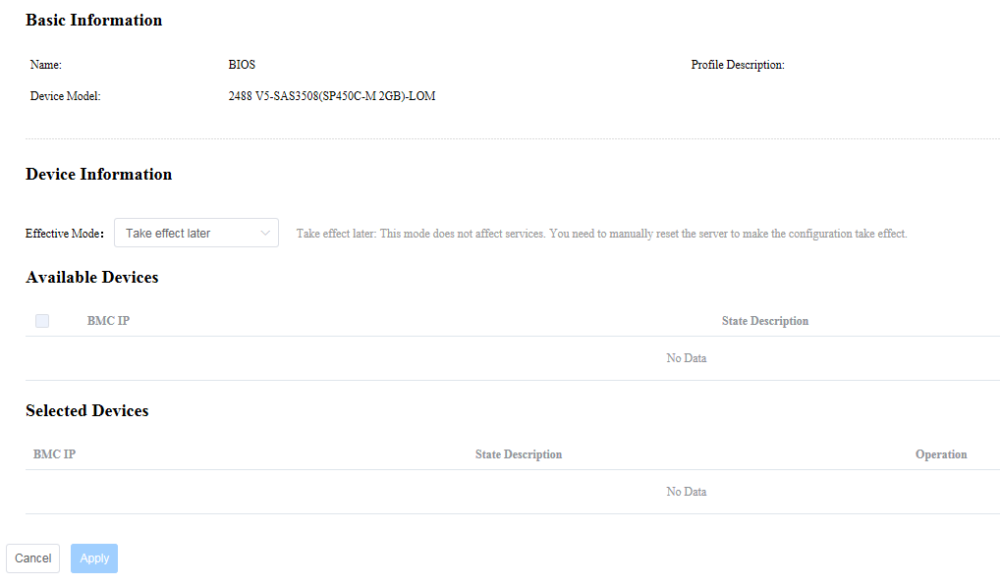 Basic Information
Name: BIOS Profile Description:
Device Model: 2488 V5-SAS3508(SP450C-M 2GB)-LOM
Device Information
Effective Mode: Take effect later Take effect later: This mode does not affect services. You need to manually reset the server to make the configuration take effect.
Available Devices
BMC IP State Description
No Data
Selected Devices
BMC IP State Description Operation
No Data
Cancel Apply